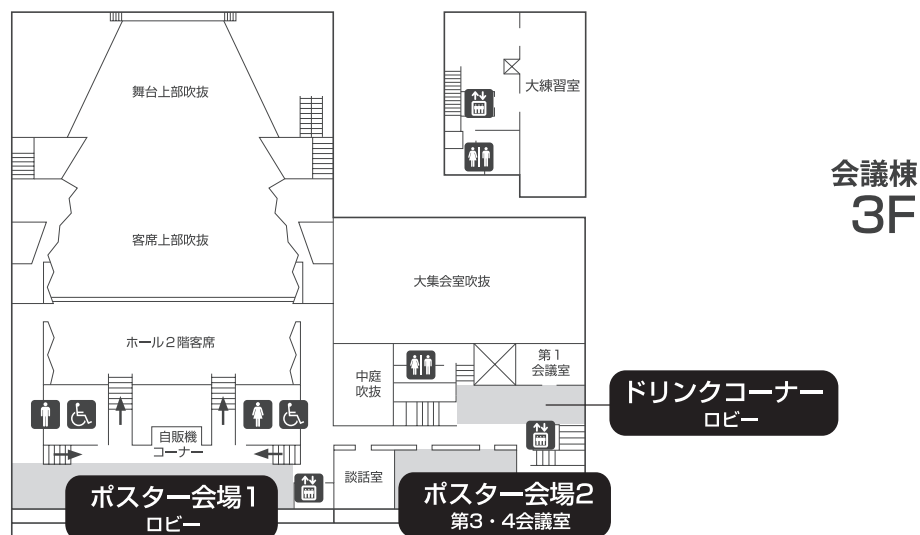 舞台上部吹抜
大練習室
会議棟
3F
客席上部吹抜
大集会室吹抜
ホール2階客席
中庭
吹抜
第1
会議室
ドリンクコーナー
ロビー
自販機
コーナー
談話室
ポスター会場1
ロビー
ポスター会場2
第3・4会議室